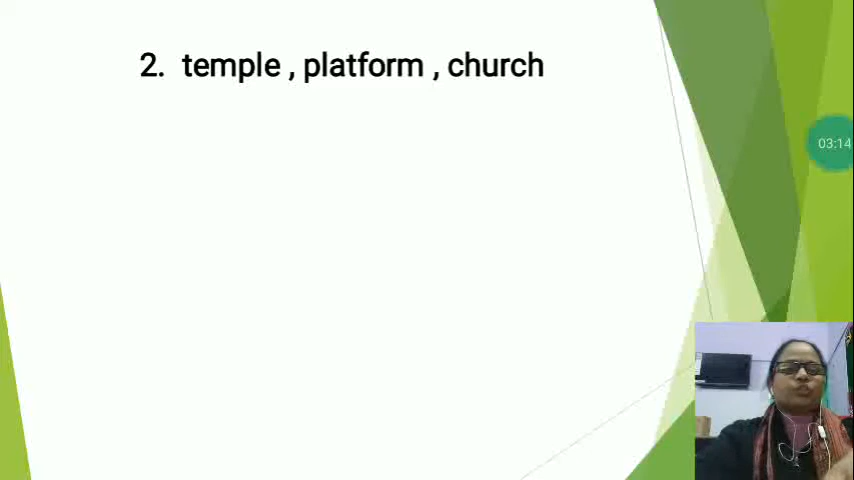 2. temple , platform , church
03:14